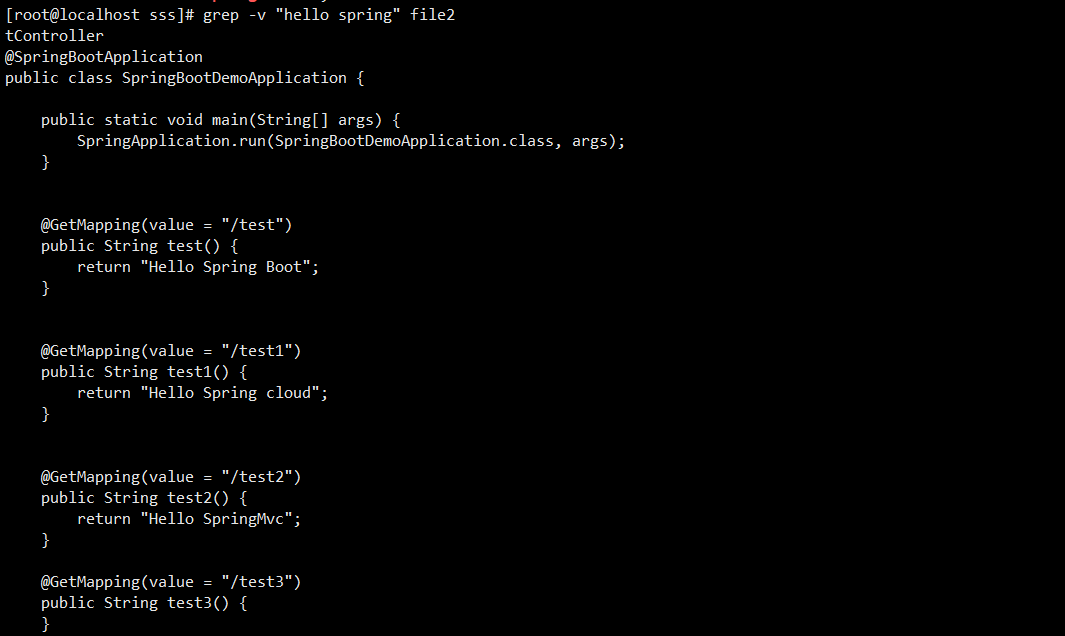 [root@localhost sss]# grep -v "hello spring" file2
tController
@SpringBootApplication
public class SpringBootDemoApplication {
public static void main(String[] args) {
SpringApplication.run(SpringBootDemoApplication.class, args);
}
@GetMapping(value = "/test")
public String test() {
return "Hello Spring Boot";
}
@GetMapping(value = "/test1")
public String test1() {
return "Hello Spring cloud";
}
@GetMapping(value = "/test2")
public String test2() {
return "Hello SpringMvc";
}
@GetMapping(value = "/test3")
public String test3() {
}